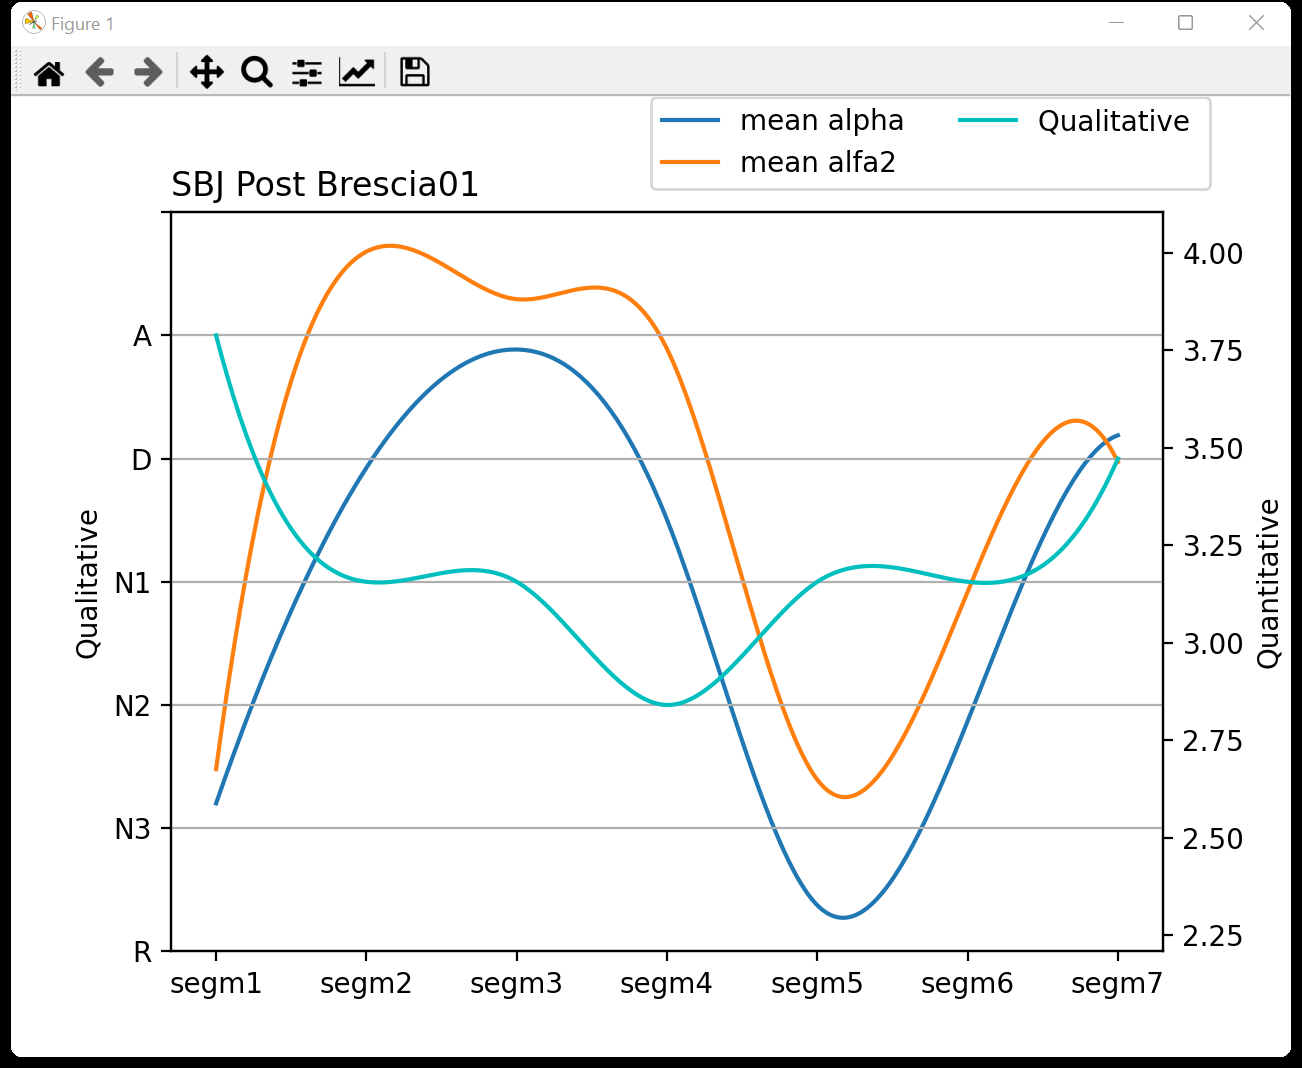 Figure 1
mean alpha
mean alfa2
Qualitative
SBJ Post Brescia01
A
D
N1
N2
N3
R
Qualitative
4.00
3.75
3.50
3.25
3.00
2.75
2.50
2.25
Quantitative
segm1 segm2 segm3 segm4 segm5 segm6 segm7